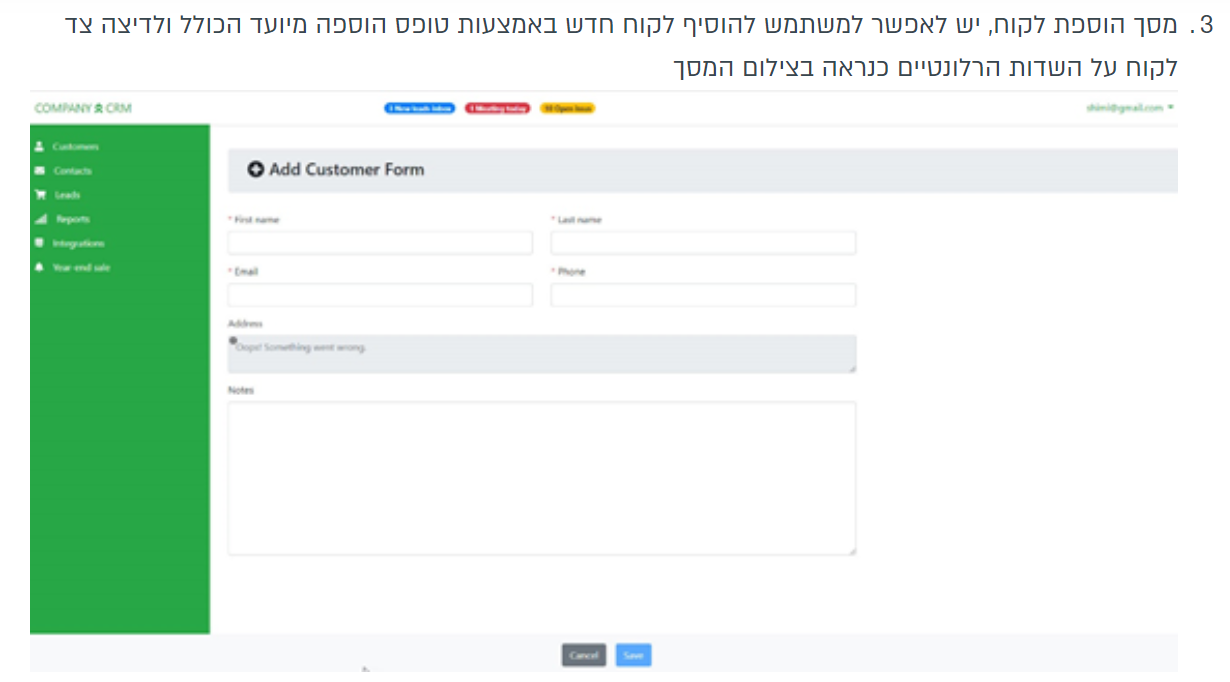 3. מסך הוספת לקוח, יש לאפשר למשתמש להוסיף לקוח חדש באמצעות טופס הוספה מיועד הכולל ולדיצה צד
לקוח על השדות הרלונטיים כנראה בצילום המסך
COMPANY CRM
3 New leads inbox
1 Meeting today
10 Open Issue
shimi@gmail.com
Customers
Contacts
Leads
Reports
Integrations
Year-end sale
Add Customer Form
* First name
* Last name
* Email
* Phone
Address
Oops! Something went wrong.
Notes
Cancel
Save